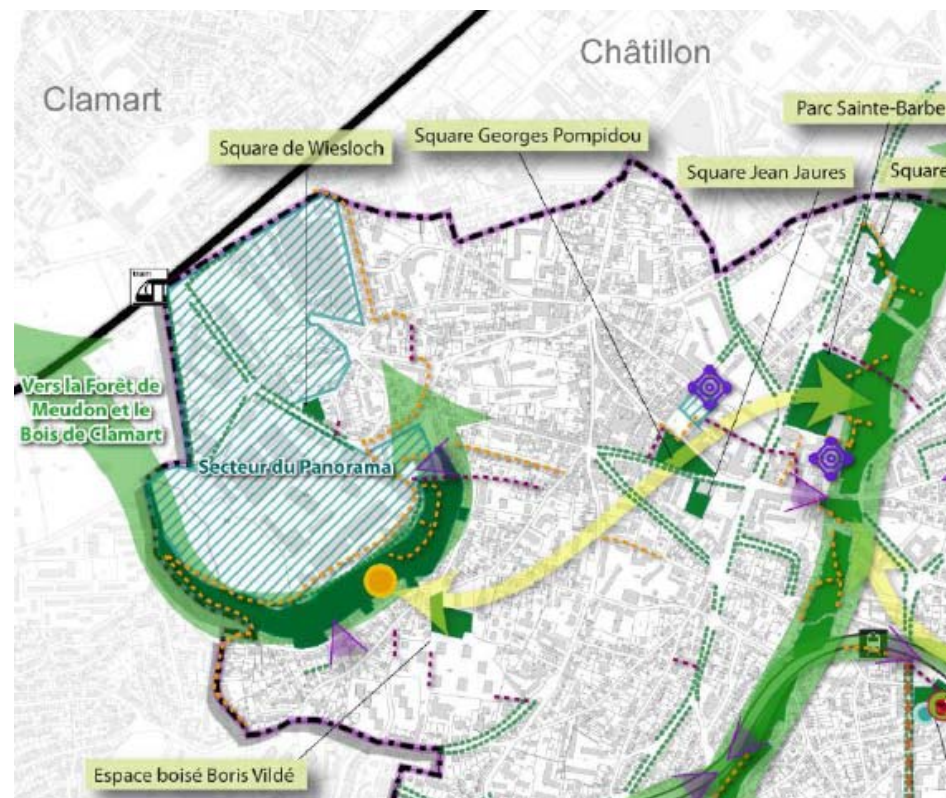 Châtillon
Clamart
Parc Sainte-Barbe
Square Georges Pompidou
Square de Wiesloch
Square Jean Jaures
Square
Vers la Forêt de
Meudon et le
Bois de Clamart
Secteur du Panorama
Espace boisé Boris Vildé